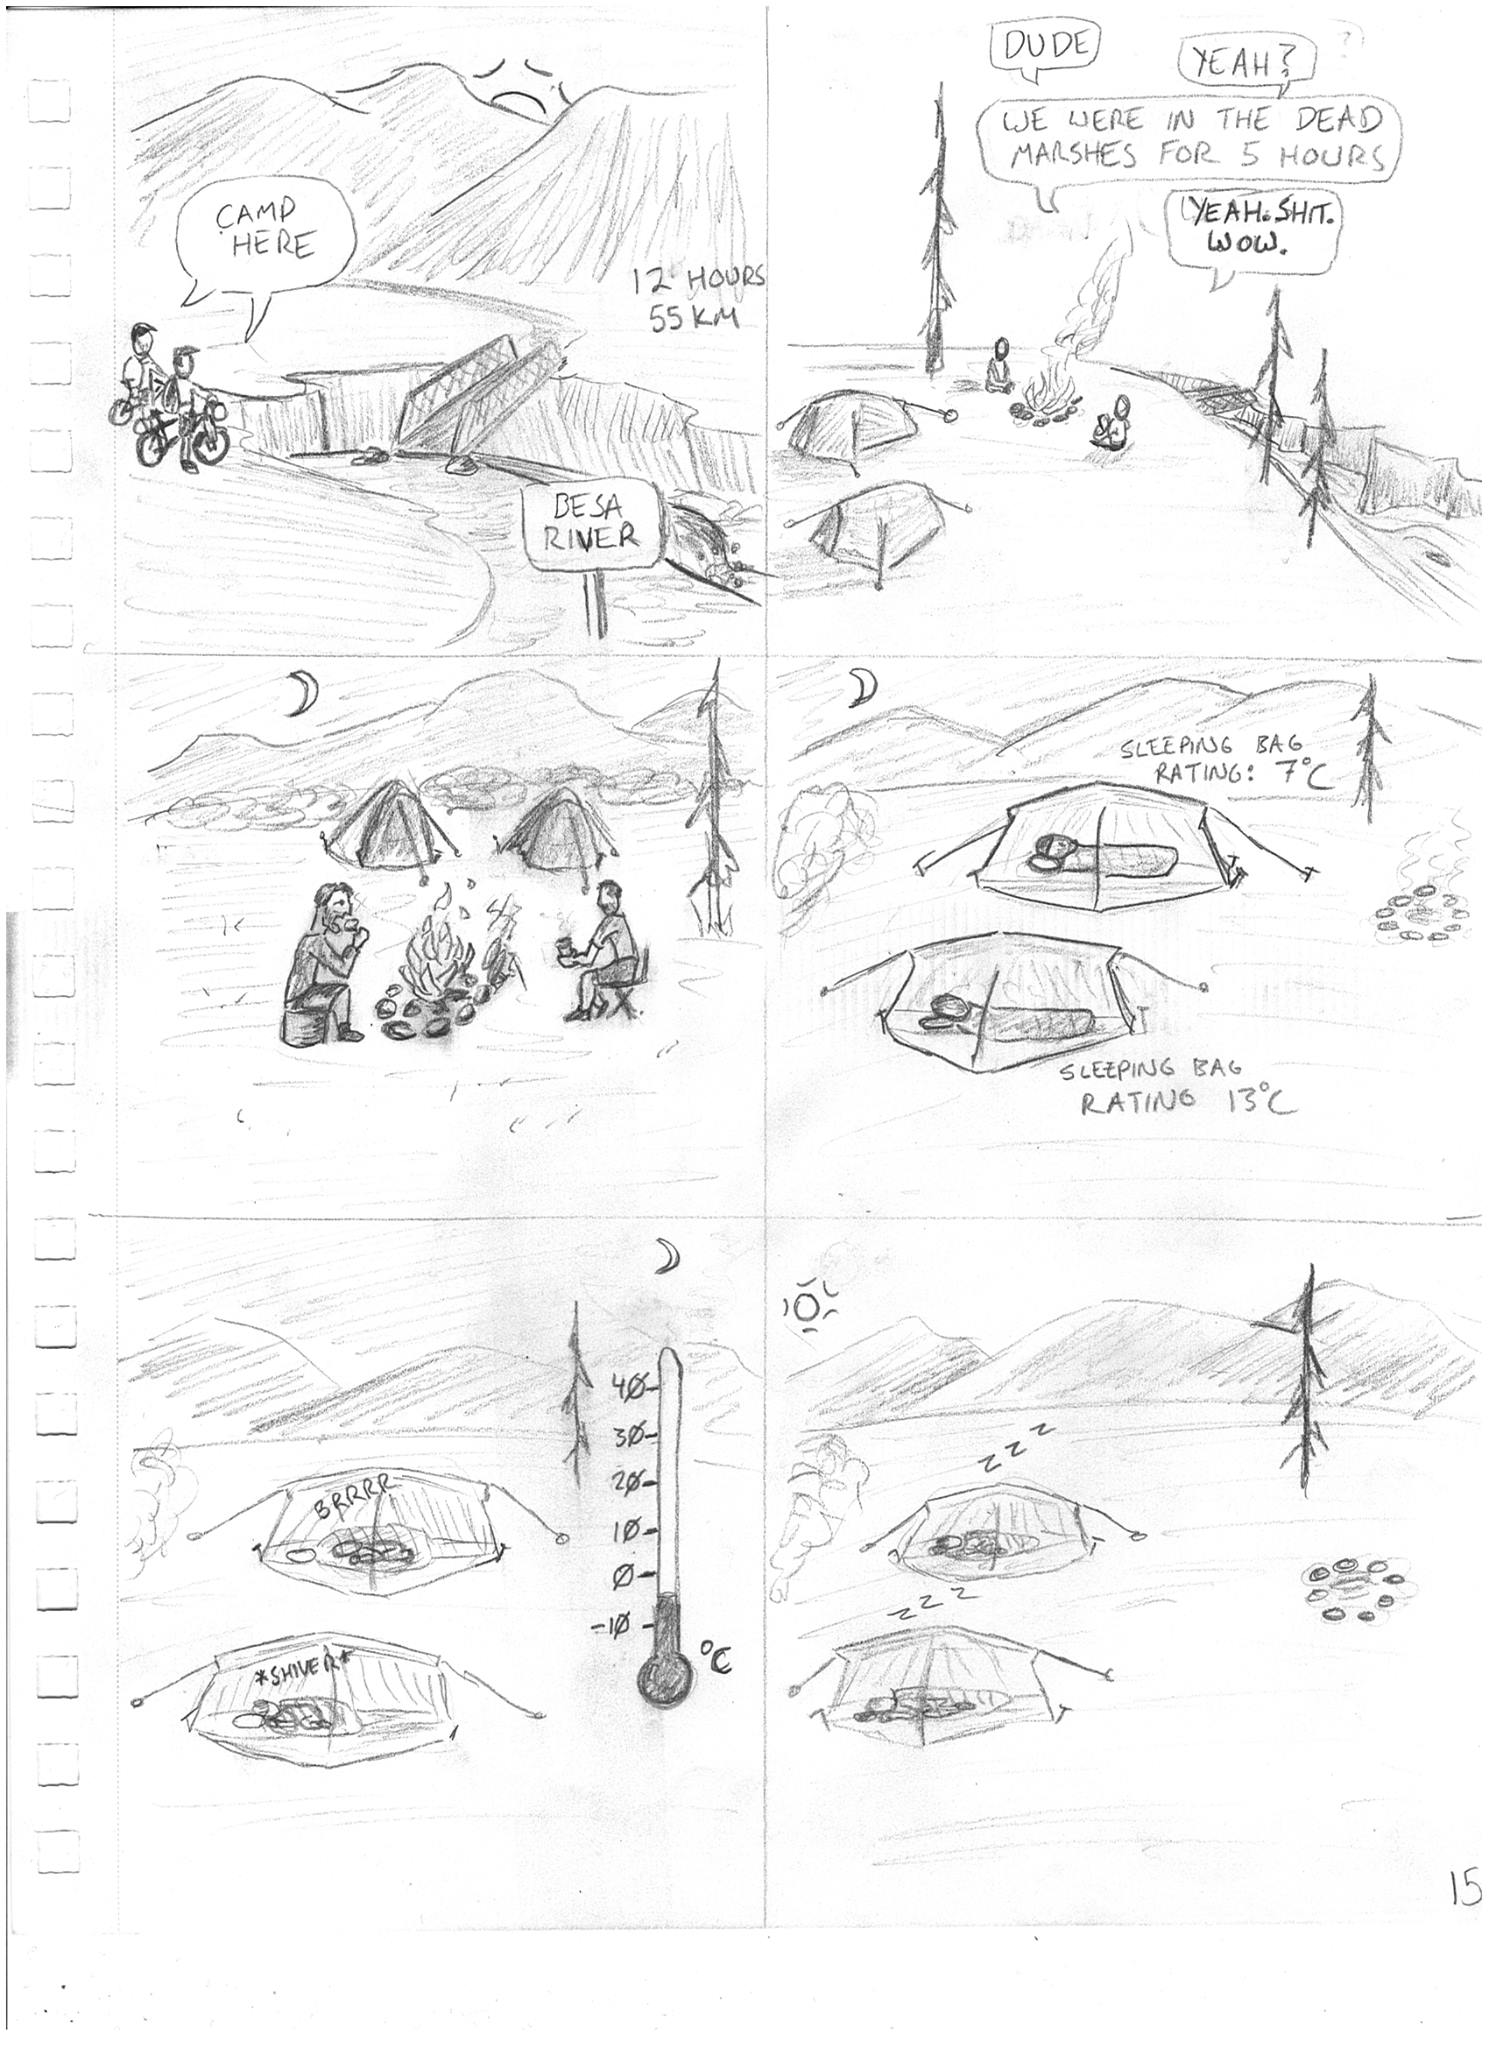 CAMP
HERE
12 HOURS
55 KM
BESA
RIVER
DUDE
YEAH?
WE WERE IN THE DEAD
MARSHES FOR 5 HOURS
YEAH. SHIT.
WOW.
SLEEPING BAG
RATING: 7°C
SLEEPING BAG
RATING 13°C
BRRRR
*SHIVER*
40
30
20
10
0
-10
°C
ZZZ
ZZZ
15